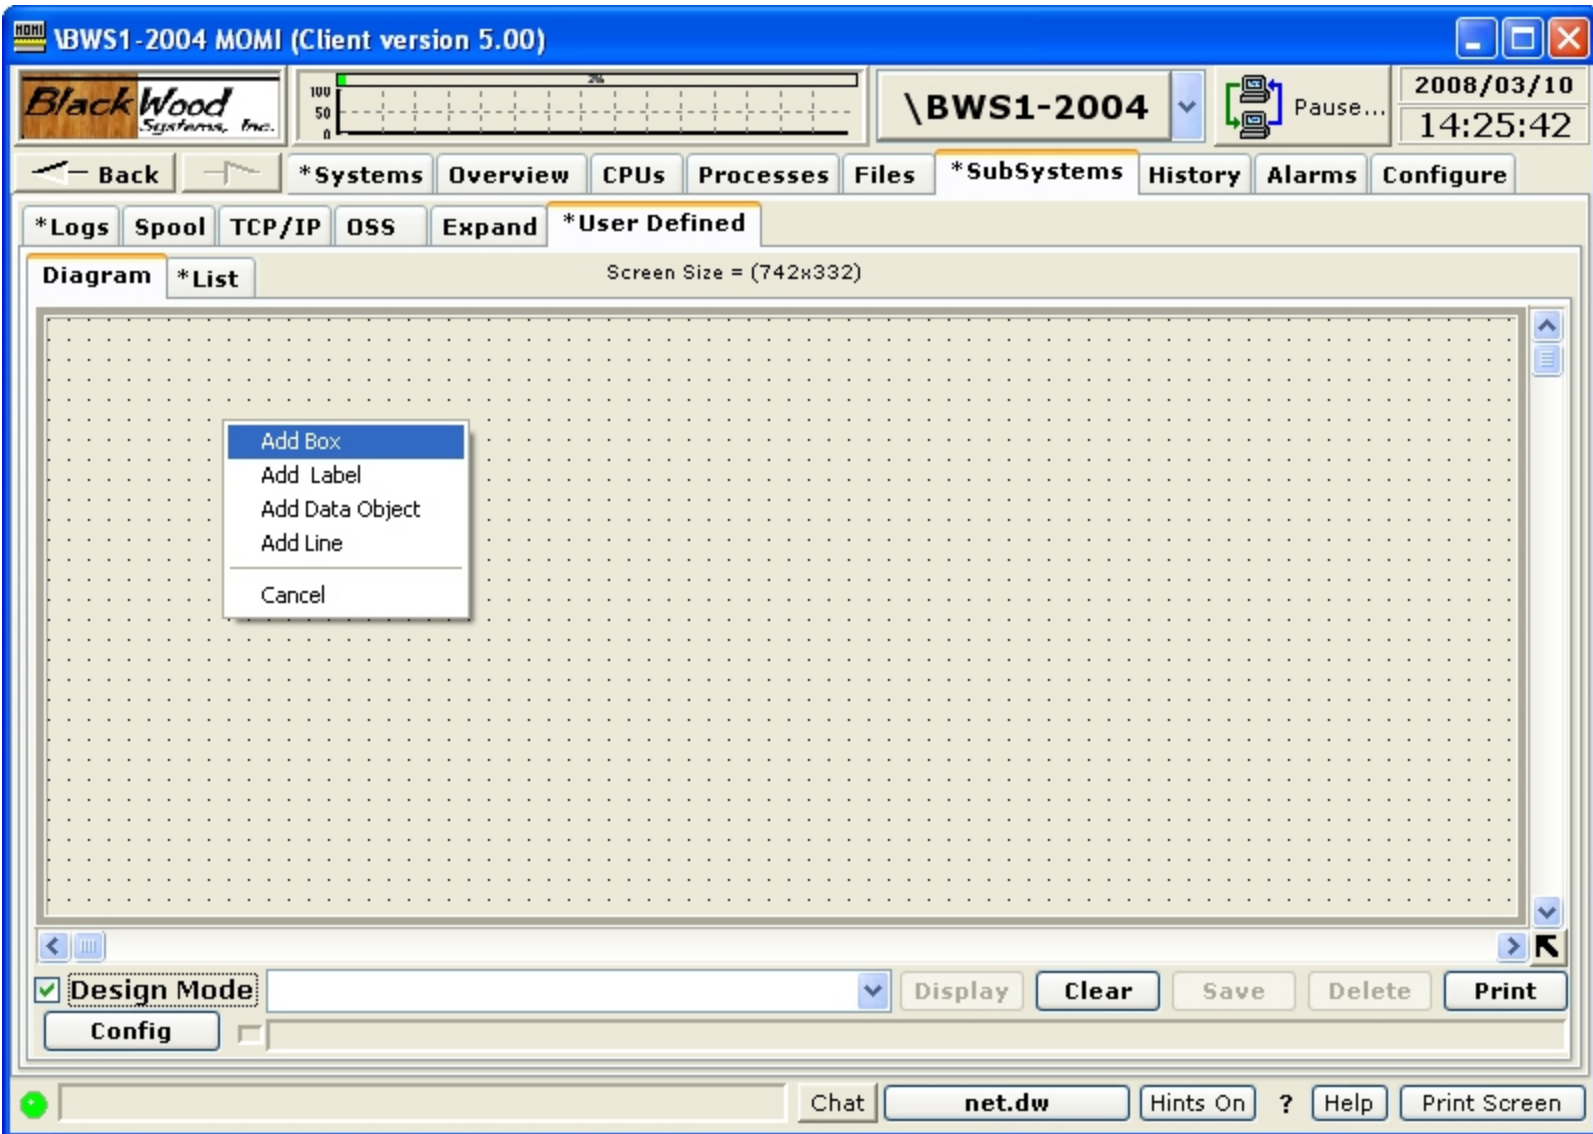 MOMI \BWS1-2004 MOMI (Client version 5.00)
BlackWood Systems, Inc.
2%
100
50
0
\BWS1-2004
Pause...
2008/03/10
14:25:42
Back *Systems Overview CPUs Processes Files *SubSystems History Alarms Configure
*Logs Spool TCP/IP OSS Expand *User Defined
Diagram *List Screen Size = (742x332)
Add Box
Add  Label
Add Data Object
Add Line
Cancel
Design Mode Display Clear Save Delete Print
Config
Chat net.dw Hints On ? Help Print Screen